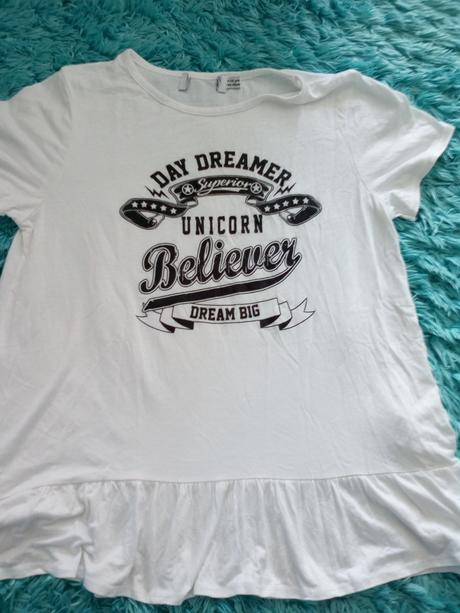 DAY DREAMER
Superior
UNICORN
Believer
DREAM BIG